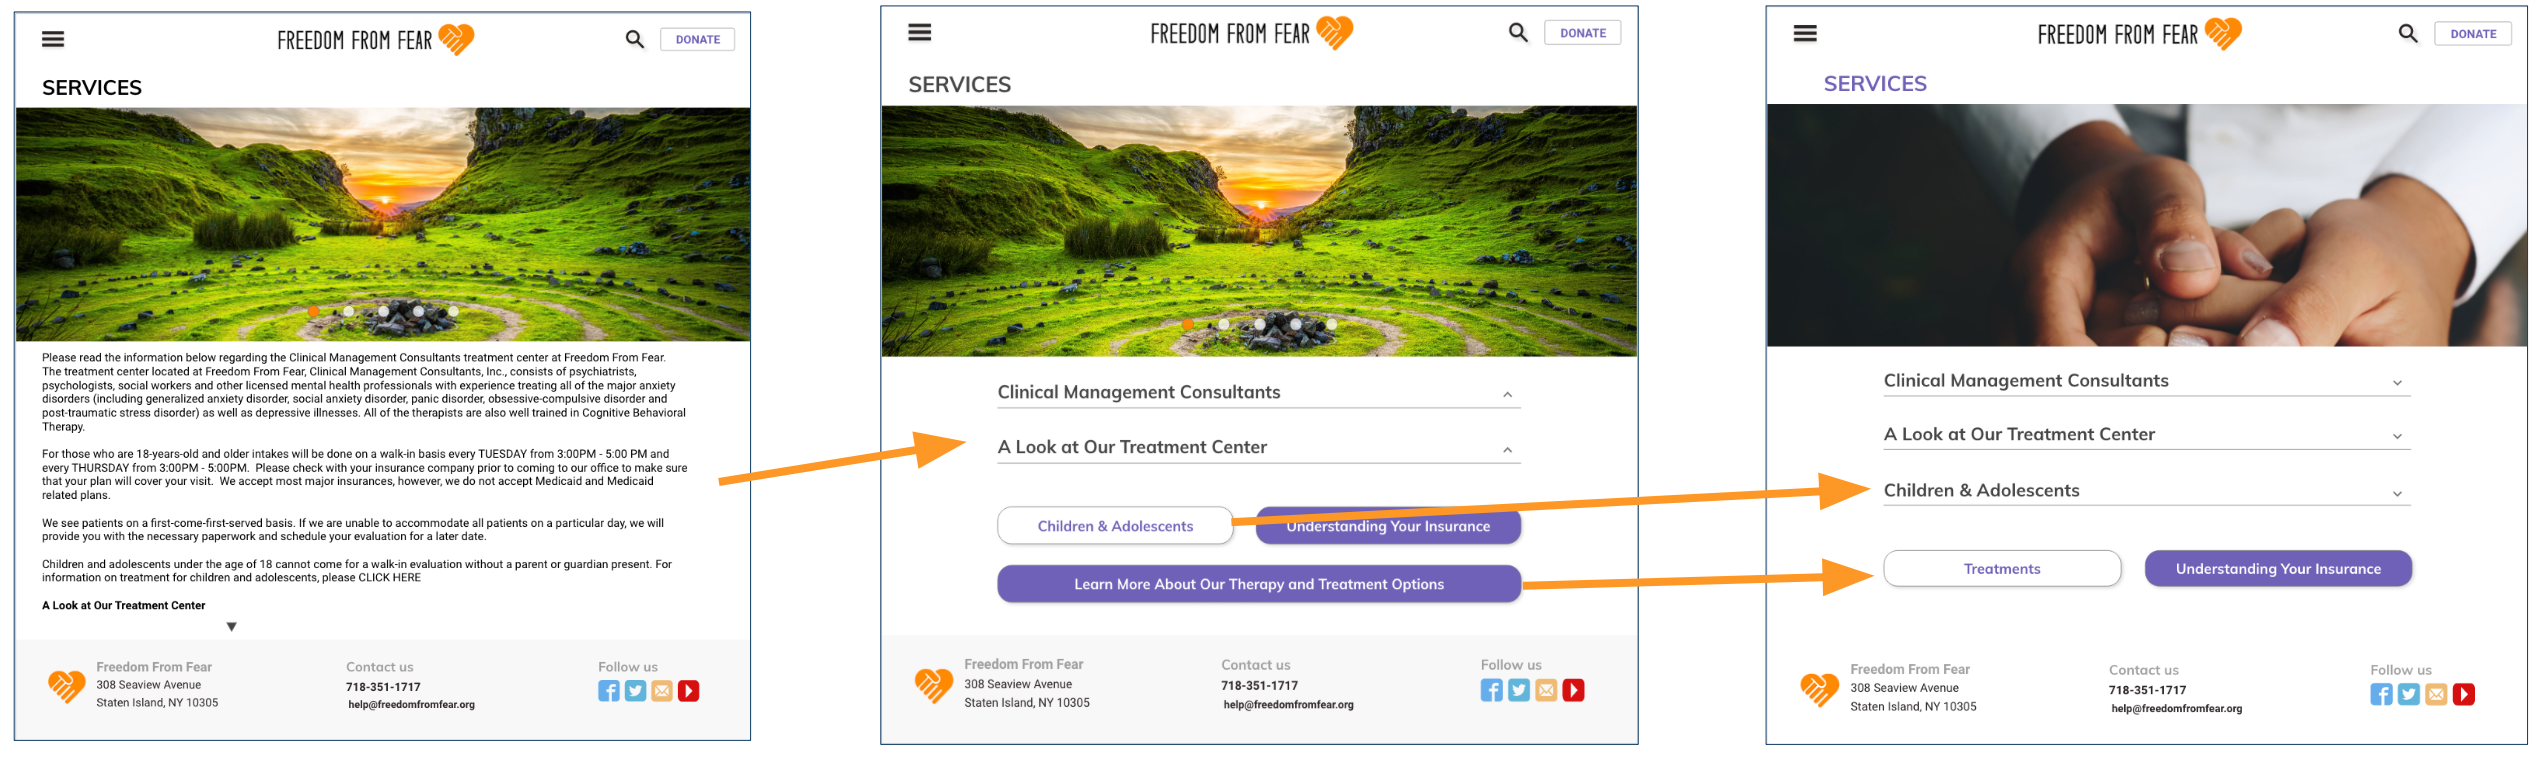 FREEDOM FROM FEAR
DONATE
SERVICES
Please read the information below regarding the Clinical Management Consultants treatment center at Freedom From Fear.
The treatment center located at Freedom From Fear, Clinical Management Consultants, Inc., consists of psychiatrists,
psychologists, social workers and other licensed mental health professionals with experience treating all of the major anxiety
disorders (including generalized anxiety disorder, social anxiety disorder, panic disorder, obsessive-compulsive disorder and
post-traumatic stress disorder) as well as depressive illnesses. All of the therapists are also well trained in Cognitive Behavioral
Therapy.
For those who are 18-years-old and older intakes will be done on a walk-in basis every TUESDAY from 3:00PM - 5:00 PM and
every THURSDAY from 3:00PM - 5:00PM. Please check with your insurance company prior to coming to our office to make sure
that your plan will cover your visit. We accept most major insurances, however, we do not accept Medicaid and Medicaid
related plans.
We see patients on a first-come-first-served basis. If we are unable to accommodate all patients on a particular day, we will
provide you with the necessary paperwork and schedule your evaluation for a later date.
Children and adolescents under the age of 18 cannot come for a walk-in evaluation without a parent or guardian present. For
information on treatment for children and adolescents, please CLICK HERE
A Look at Our Treatment Center
Freedom From Fear
308 Seaview Avenue
Staten Island, NY 10305
Contact us
718-351-1717
help@freedomfromfear.org
Follow us
FREEDOM FROM FEAR
DONATE
SERVICES
Clinical Management Consultants
A Look at Our Treatment Center
Children & Adolescents
Understanding Your Insurance
Learn More About Our Therapy and Treatment Options
Freedom From Fear
308 Seaview Avenue
Staten Island, NY 10305
Contact us
718-351-1717
help@freedomfromfear.org
Follow us
FREEDOM FROM FEAR
DONATE
SERVICES
Clinical Management Consultants
A Look at Our Treatment Center
Children & Adolescents
Treatments
Understanding Your Insurance
Freedom From Fear
308 Seaview Avenue
Staten Island, NY 10305
Contact us
718-351-1717
help@freedomfromfear.org
Follow us